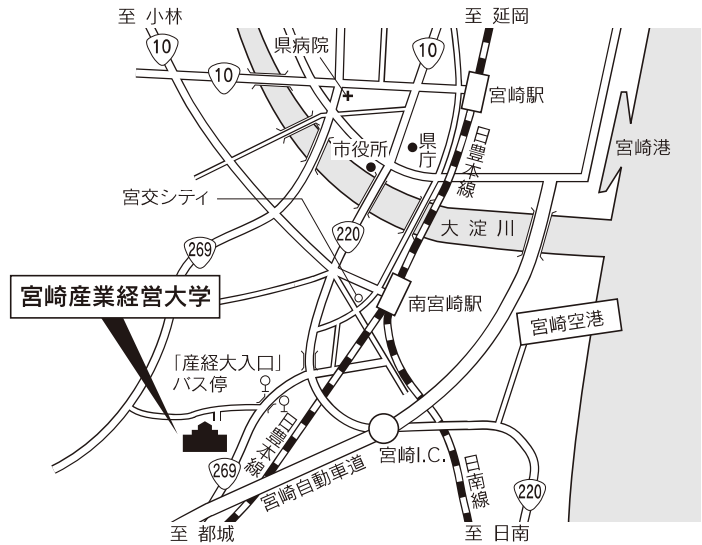 至 小林
至 延岡
10
県病院
10
10
宮崎駅
日豊本線
宮崎港
市役所
県庁
宮交シティ
220
大淀川
269
宮崎産業経営大学
南宮崎駅
宮崎空港
「産経大入口」
バス停
日豊本線
宮崎I.C.
269
宮崎自動車道
日南線
220
至 都城
至 日南